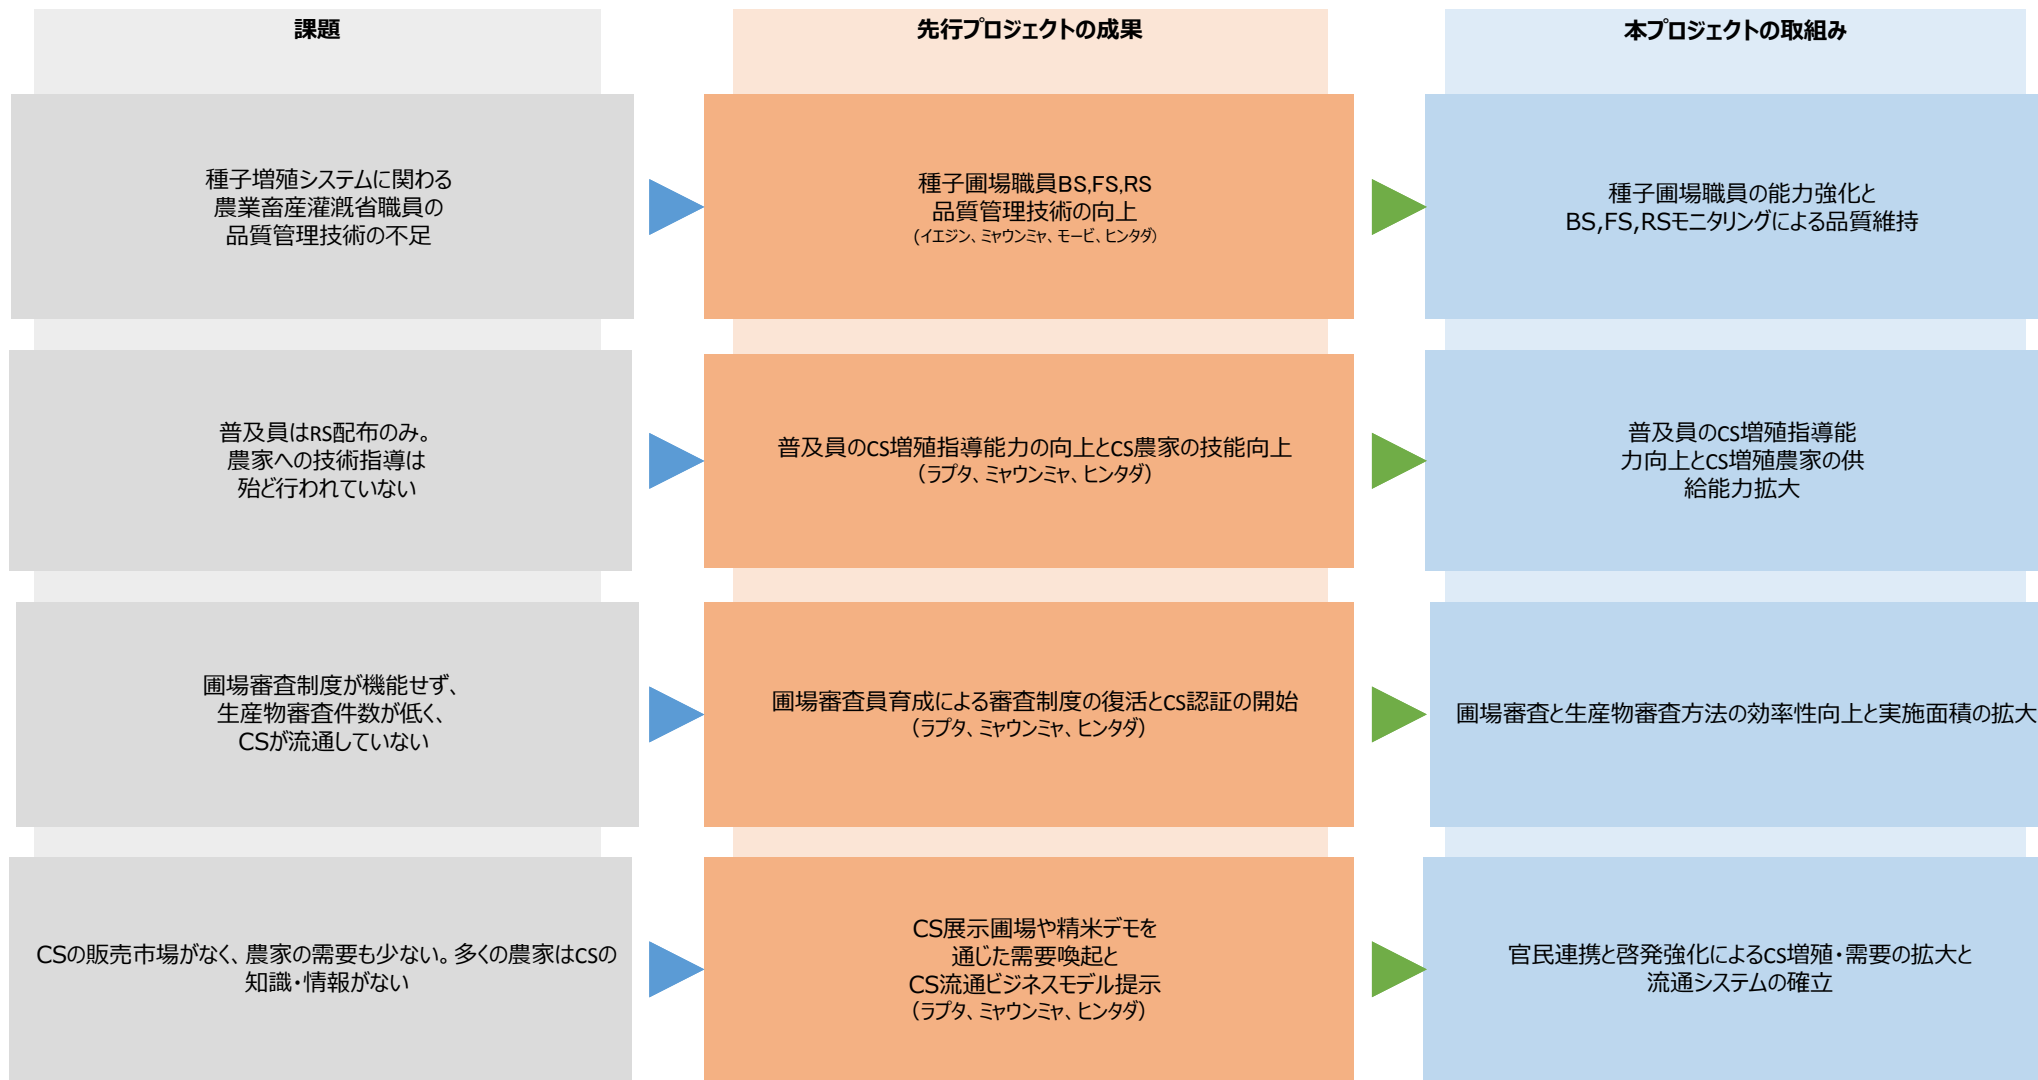 課題
先行プロジェクトの成果
本プロジェクトの取組み
種子増殖システムに関わる
農業畜産灌漑省職員の
品質管理技術の不足
種子圃場職員BS,FS,RS
品質管理技術の向上
(イエジン、ミャウンミャ、モービ、ヒンタダ)
種子圃場職員の能力強化と
BS,FS,RSモニタリングによる品質維持
普及員はRS配布のみ。
農家への技術指導は
殆ど行われていない
普及員のCS増殖指導能力の向上とCS農家の技能向上
（ラプタ、ミャウンミャ、ヒンタダ）
普及員のCS増殖指導能
力向上とCS増殖農家の供
給能力拡大
圃場審査制度が機能せず、
生産物審査件数が低く、
CSが流通していない
圃場審査員育成による審査制度の復活とCS認証の開始
（ラプタ、ミャウンミャ、ヒンタダ）
圃場審査と生産物審査方法の効率性向上と実施面積の拡大
CSの販売市場がなく、農家の需要も少ない。多くの農家はCSの
知識・情報がない
CS展示圃場や精米デモを
通じた需要喚起と
CS流通ビジネスモデル提示
（ラプタ、ミャウンミャ、ヒンタダ）
官民連携と啓発強化によるCS増殖・需要の拡大と
流通システムの確立